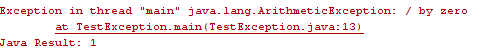 Exception in thread "main" java.lang.ArithmeticException: / by zero
at TestException.main(TestException.java:13)
Java Result: 1